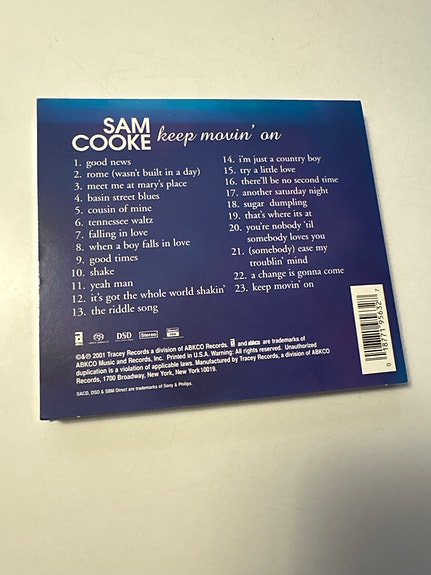 SAM
COOKE keep movin' on
1. good news
2. rome (wasn't built in a day)
3. meet me at mary's place
4. basin street blues
5. cousin of mine
6. tennessee waltz
7. falling in love
8. when a boy falls in love
9. good times
10. shake
11. yeah man
12. it's got the whole world shakin'
13. the riddle song
14. i'm just a country boy
15. try a little love
16. there'll be no second time
17. another saturday night
18. sugar dumpling
19. that's where its at
20. you're nobody 'til
somebody loves you
21. (somebody) ease my
troublin' mind
22. a change is gonna come
23. keep movin' on
DSD Stereo
©&℗ 2001 Tracey Records a division of ABKCO Records. and abkco are trademarks of
ABKCO Music and Records, Inc. Printed in U.S.A. Warning: All rights reserved. Unauthorized
duplication is a violation of applicable laws. Manufactured by Tracey Records, a division of ABKCO
Records, 1700 Broadway, New York, New York 10019.
SACD, DSD & SBM Direct are trademarks of Sony & Philips.
0 18771 95632 7